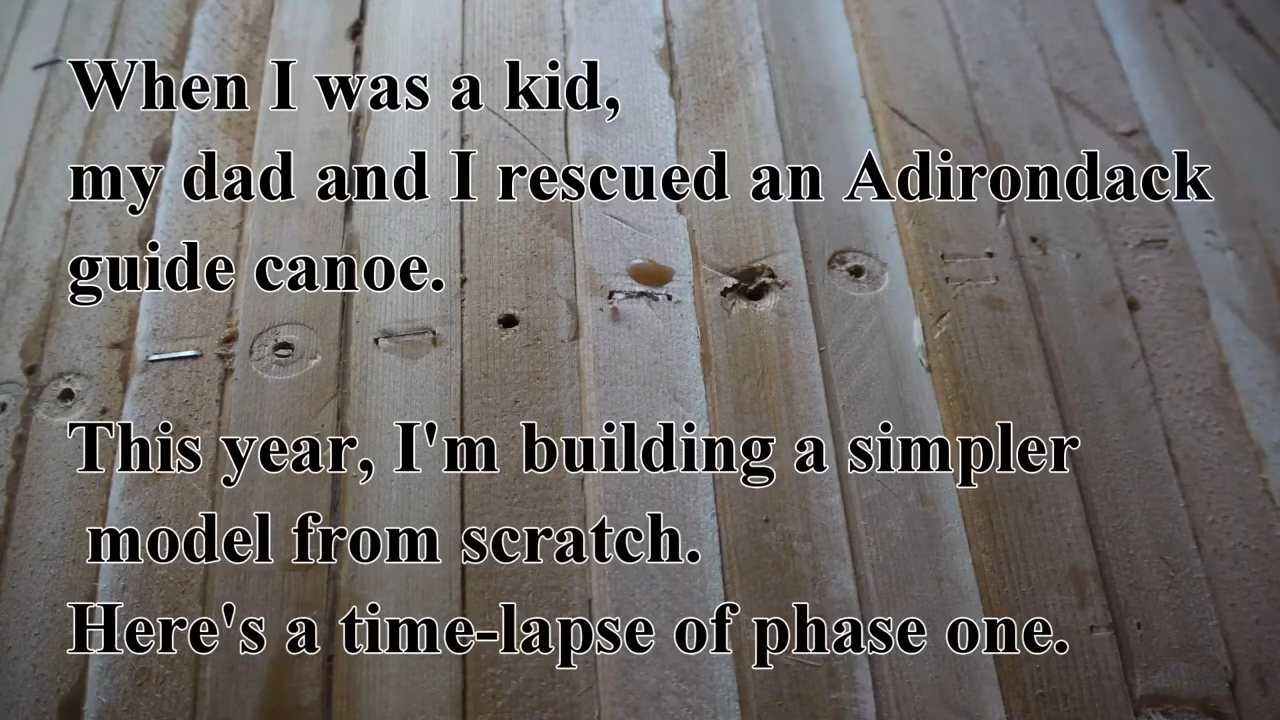 When I was a kid,
my dad and I rescued an Adirondack
guide canoe.
This year, I'm building a simpler
model from scratch.
Here's a time-lapse of phase one.